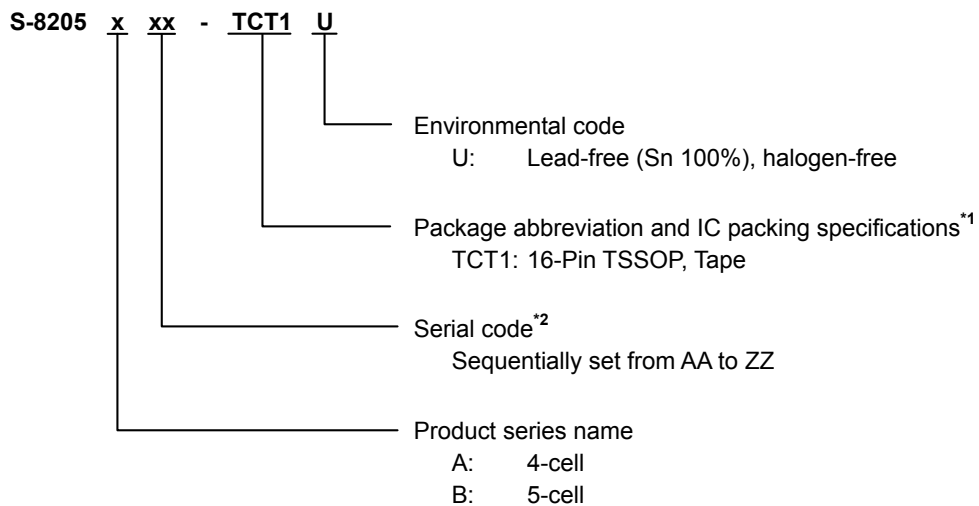 S-8205 x xx - TCT1 U
Environmental code
U: Lead-free (Sn 100%), halogen-free
Package abbreviation and IC packing specifications*1
TCT1: 16-Pin TSSOP, Tape
Serial code*2
Sequentially set from AA to ZZ
Product series name
A: 4-cell
B: 5-cell